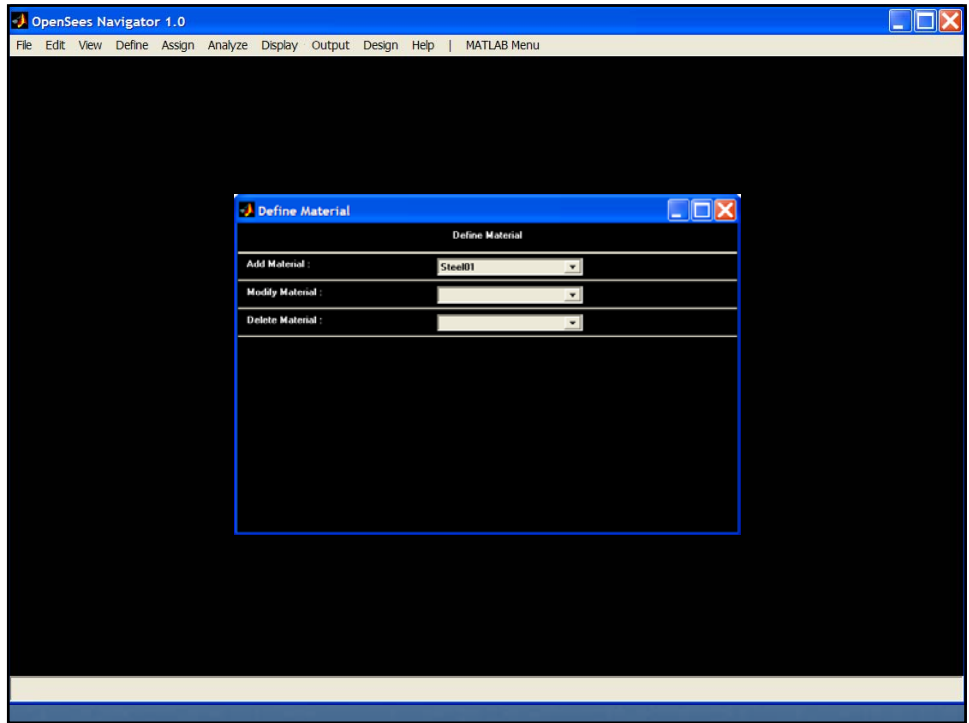 OpenSees Navigator 1.0
File Edit View Define Assign Analyze Display Output Design Help | MATLAB Menu
Define Material
Define Material
Add Material : Steel01
Modify Material :
Delete Material :